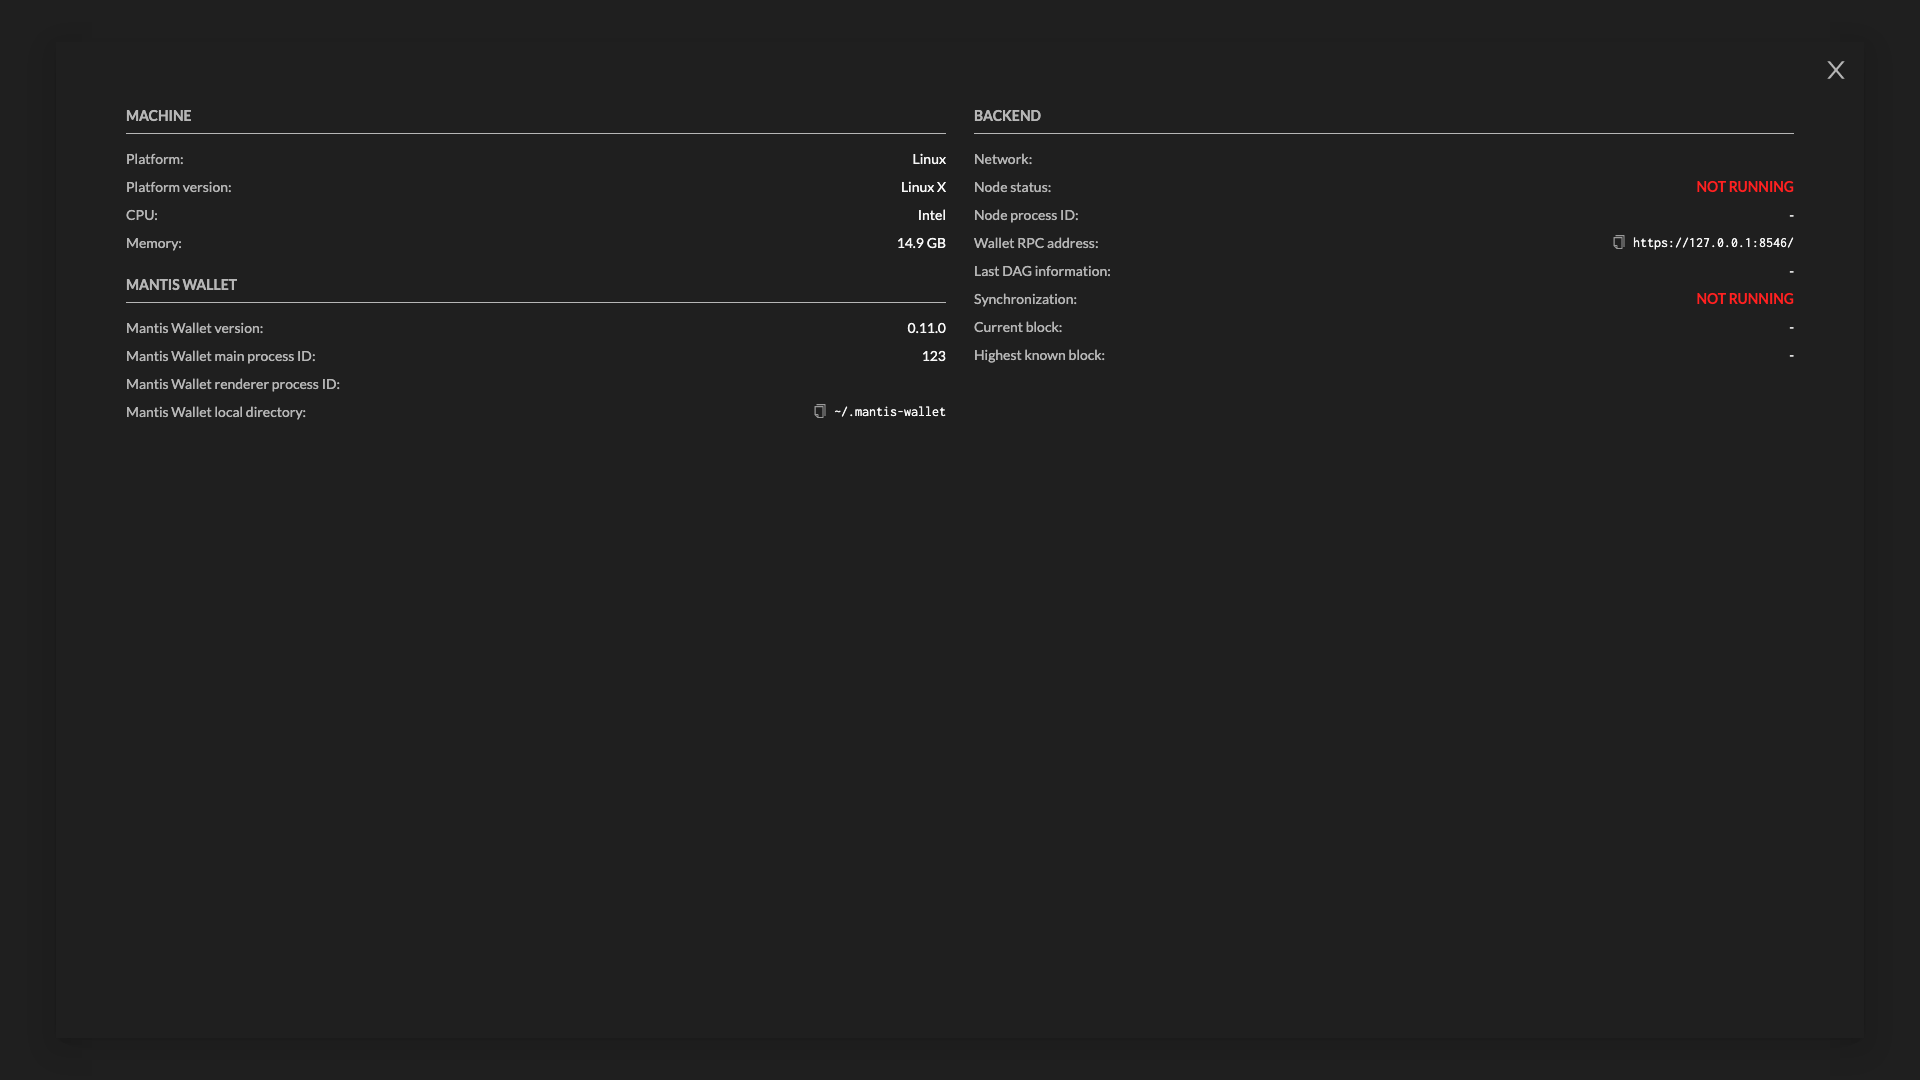 X
MACHINE
Platform: Linux
Platform version: Linux X
CPU: Intel
Memory: 14.9 GB
MANTIS WALLET
Mantis Wallet version: 0.11.0
Mantis Wallet main process ID: 123
Mantis Wallet renderer process ID:
Mantis Wallet local directory: ~/.mantis-wallet
BACKEND
Network:
Node status: NOT RUNNING
Node process ID: -
Wallet RPC address: https://127.0.0.1:8546/
Last DAG information: -
Synchronization: NOT RUNNING
Current block: -
Highest known block: -